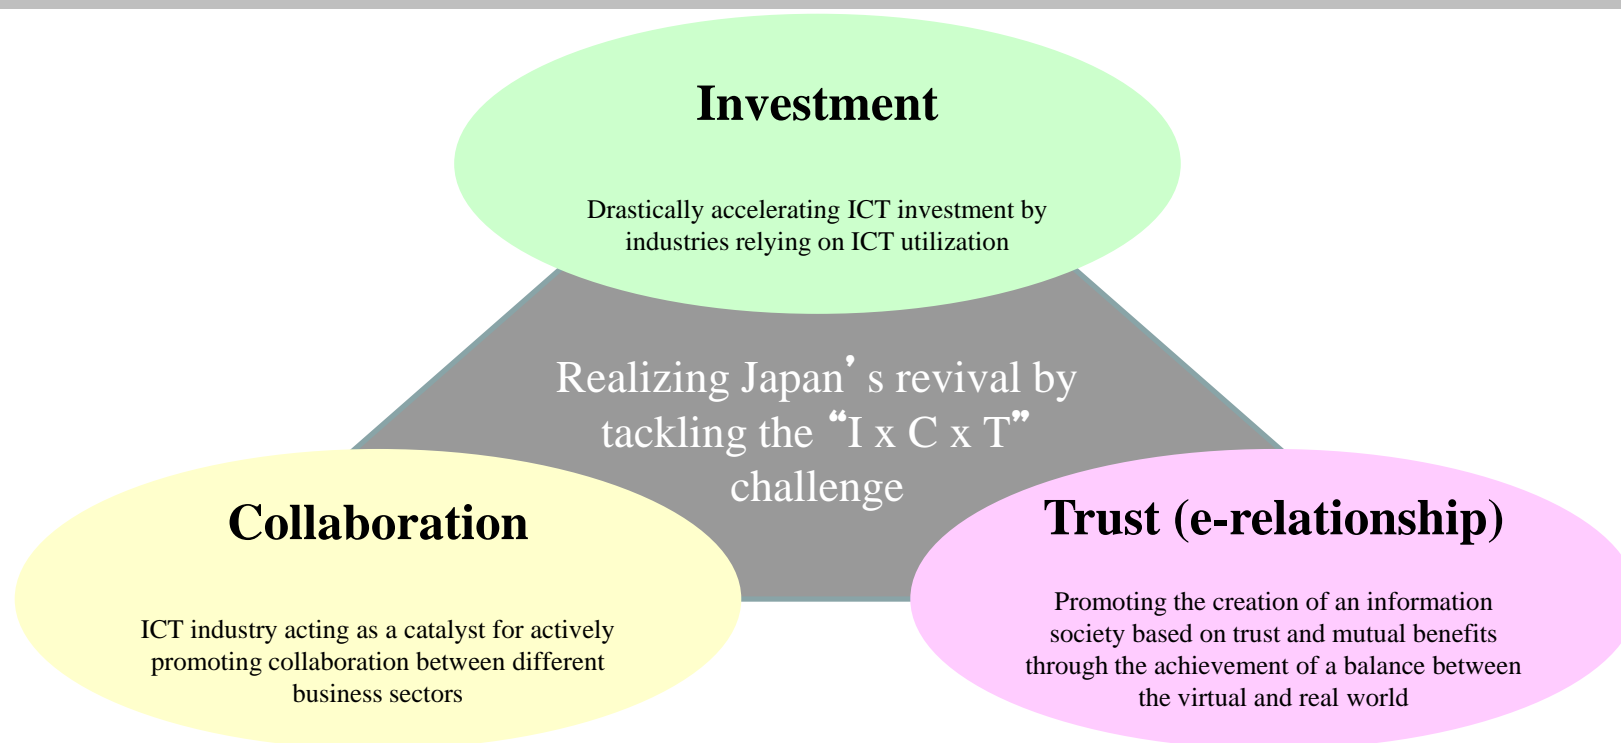 Investment
Drastically accelerating ICT investment by
industries relying on ICT utilization
Realizing Japan’s revival by
tackling the “I x C x T”
challenge
Collaboration
ICT industry acting as a catalyst for actively
promoting collaboration between different
business sectors
Trust (e-relationship)
Promoting the creation of an information
society based on trust and mutual benefits
through the achievement of a balance between
the virtual and real world